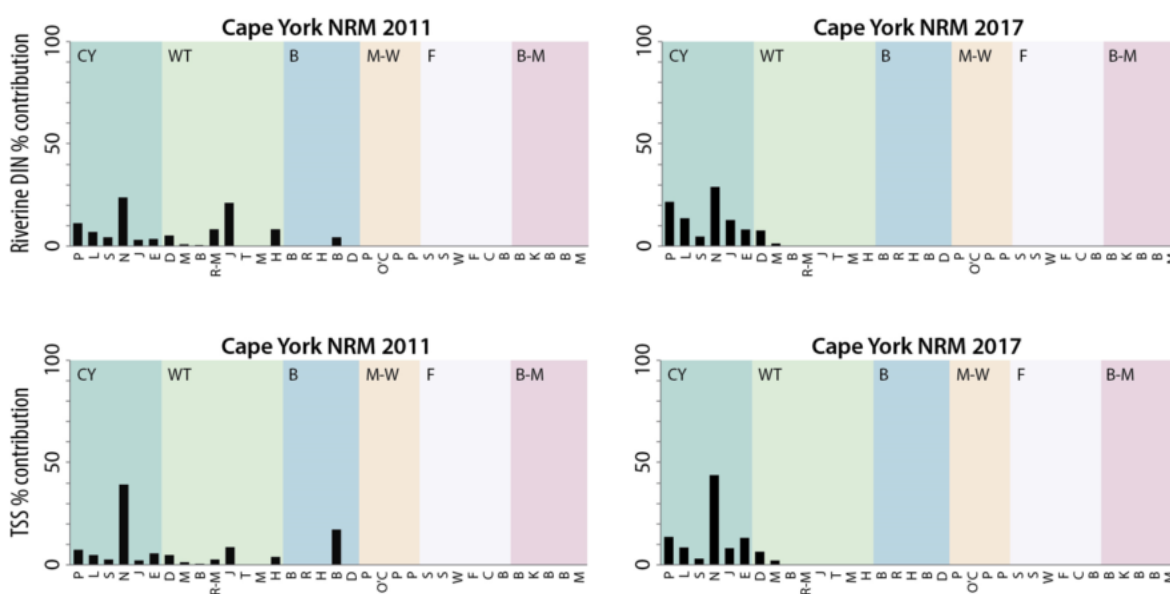 Cape York NRM 2011
Riverine DIN % contribution
100
50
0
CY WT B M-W F B-M
P L S N J E D M B R-M J T M H B R H B D P O'C P P S S W F C B B K B B M
Cape York NRM 2017
100
50
0
CY WT B M-W F B-M
P L S N J E D M B R-M J T M H B R H B D P O'C P P S S W F C B B K B B M
Cape York NRM 2011
TSS % contribution
100
50
0
CY WT B M-W F B-M
P L S N J E D M B R-M J T M H B R H B D P O'C P P S S W F C B B K B B M
Cape York NRM 2017
100
50
0
CY WT B M-W F B-M
P L S N J E D M B R-M J T M H B R H B D P O'C P P S S W F C B B K B B M